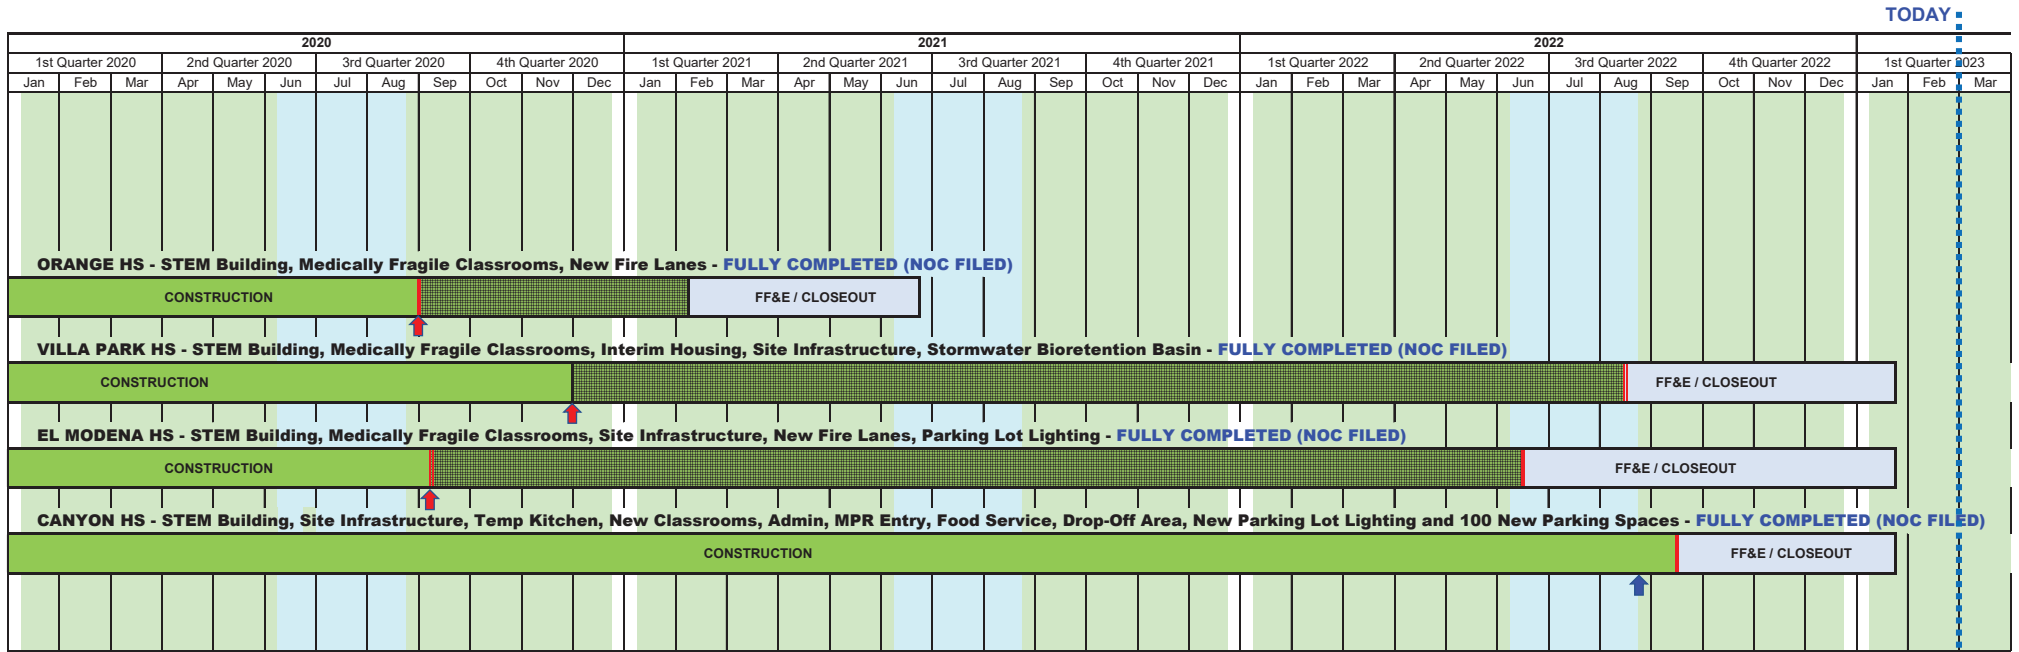 TODAY
2020 2021 2022
1st Quarter 2020 2nd Quarter 2020 3rd Quarter 2020 4th Quarter 2020 1st Quarter 2021 2nd Quarter 2021 3rd Quarter 2021 4th Quarter 2021 1st Quarter 2022 2nd Quarter 2022 3rd Quarter 2022 4th Quarter 2022 1st Quarter 2023
Jan Feb Mar Apr May Jun Jul Aug Sep Oct Nov Dec Jan Feb Mar Apr May Jun Jul Aug Sep Oct Nov Dec Jan Feb Mar Apr May Jun Jul Aug Sep Oct Nov Dec Jan Feb Mar
ORANGE HS - STEM Building, Medically Fragile Classrooms, New Fire Lanes - FULLY COMPLETED (NOC FILED)
CONSTRUCTION FF&E / CLOSEOUT
VILLA PARK HS - STEM Building, Medically Fragile Classrooms, Interim Housing, Site Infrastructure, Stormwater Bioretention Basin - FULLY COMPLETED (NOC FILED)
CONSTRUCTION FF&E / CLOSEOUT
EL MODENA HS - STEM Building, Medically Fragile Classrooms, Site Infrastructure, New Fire Lanes, Parking Lot Lighting - FULLY COMPLETED (NOC FILED)
CONSTRUCTION FF&E / CLOSEOUT
CANYON HS - STEM Building, Site Infrastructure, Temp Kitchen, New Classrooms, Admin, MPR Entry, Food Service, Drop-Off Area, New Parking Lot Lighting and 100 New Parking Spaces - FULLY COMPLETED (NOC FILED)
CONSTRUCTION FF&E / CLOSEOUT